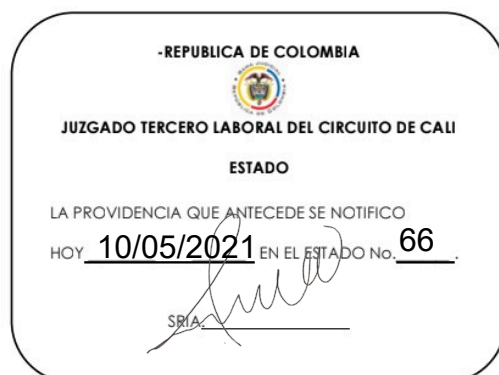 -REPUBLICA DE COLOMBIA
JUZGADO TERCERO LABORAL DEL CIRCUITO DE CALI
ESTADO
LA PROVIDENCIA QUE ANTECEDE SE NOTIFICO
HOY 10/05/2021 EN EL ESTADO No. 66.
SRIA.